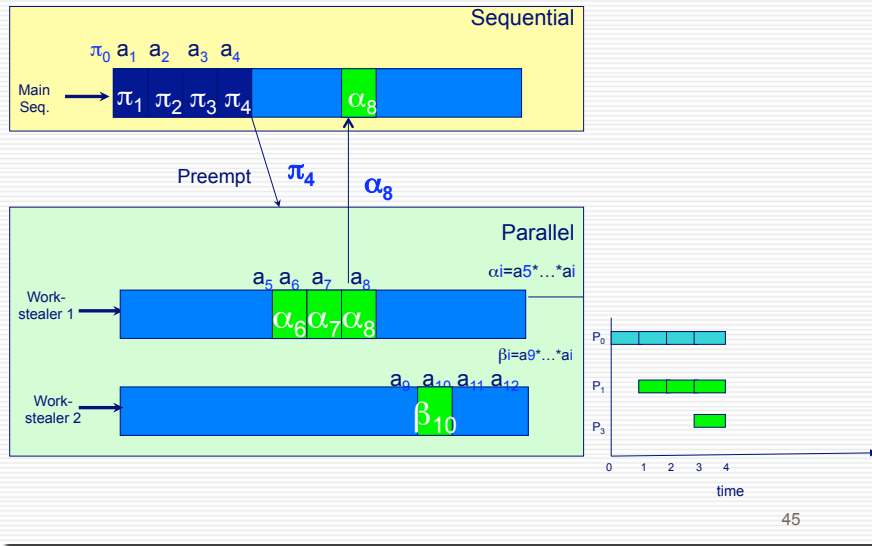 Sequential
π₀ a₁ a₂ a₃ a₄
Main
Seq.
π₁ π₂ π₃ π₄ α₈
Preempt π₄ α₈
Parallel
αi=a5*…*ai
a₅ a₆ a₇ a₈
Work-
stealer 1
α₆ α₇ α₈
βi=a9*…*ai
a₉ a₁₀ a₁₁ a₁₂
Work-
stealer 2
β₁₀
P₀
P₁
P₃
0 1 2 3 4
time
45